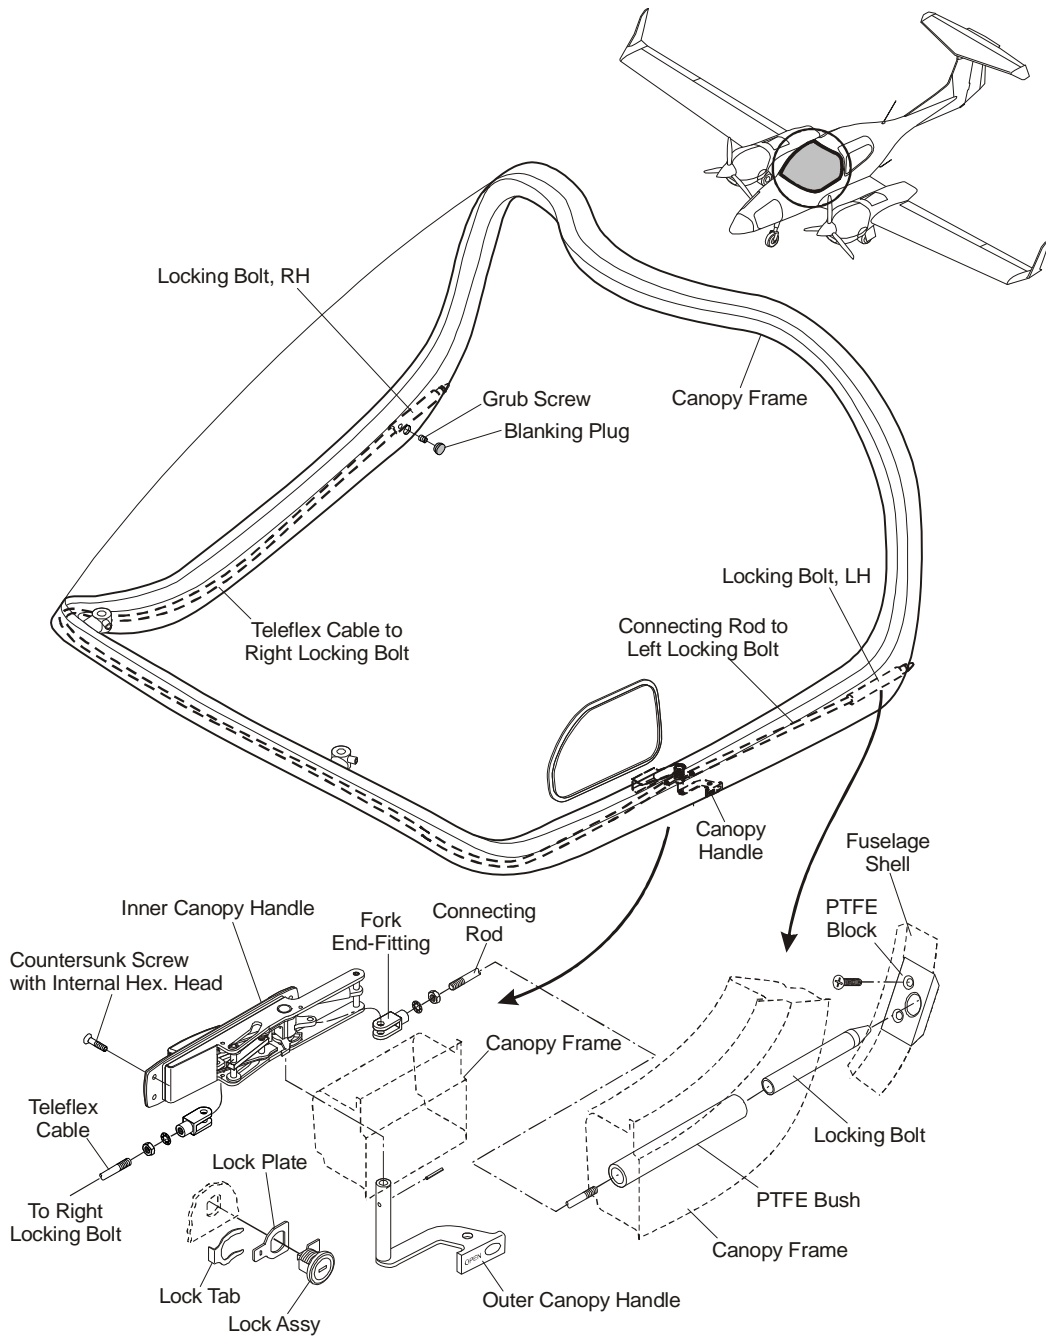 Locking Bolt, RH
Grub Screw
Blanking Plug
Canopy Frame
Locking Bolt, LH
Teleflex Cable to
Right Locking Bolt
Connecting Rod to
Left Locking Bolt
Canopy
Handle
Fuselage
Shell
PTFE
Block
Inner Canopy Handle
Fork
End-Fitting
Connecting
Rod
Countersunk Screw
with Internal Hex. Head
Canopy Frame
Teleflex
Cable
Locking Bolt
Lock Plate
PTFE Bush
To Right
Locking Bolt
Canopy Frame
OPEN
Lock Tab
Outer Canopy Handle
Lock Assy